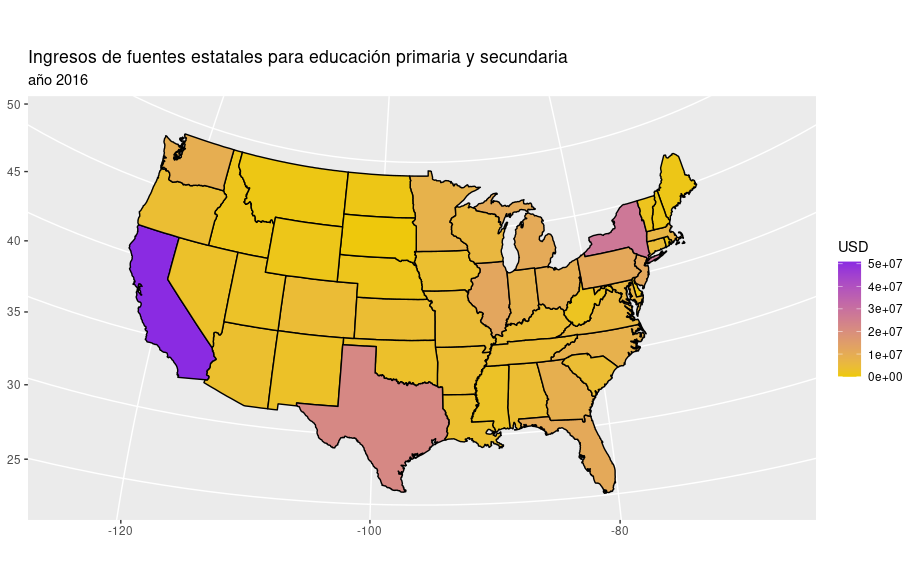 Ingresos de fuentes estatales para educación primaria y secundaria
año 2016
50
45
40
35
30
25
-120
-100
-80
USD
5e+07
4e+07
3e+07
2e+07
1e+07
0e+00